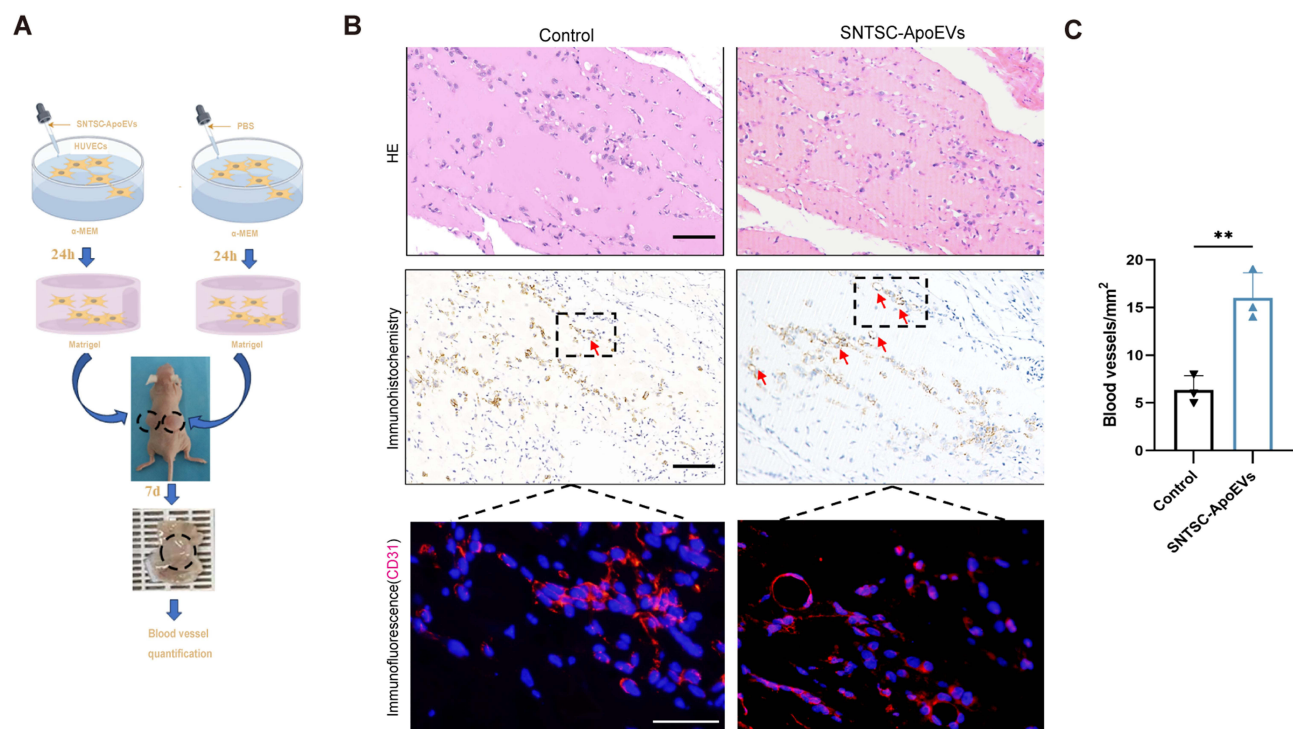 A
SNTSC-ApoEVs
HUVECs
PBS
α-MEM
α-MEM
24h
24h
Matrigel
Matrigel
7d
Blood vessel
quantification
B
Control
SNTSC-ApoEVs
HE
Immunohistochemistry
Immunofluorescence(CD31)
C
**
Blood vessels/mm²
20
15
10
5
0
Control
SNTSC-ApoEVs